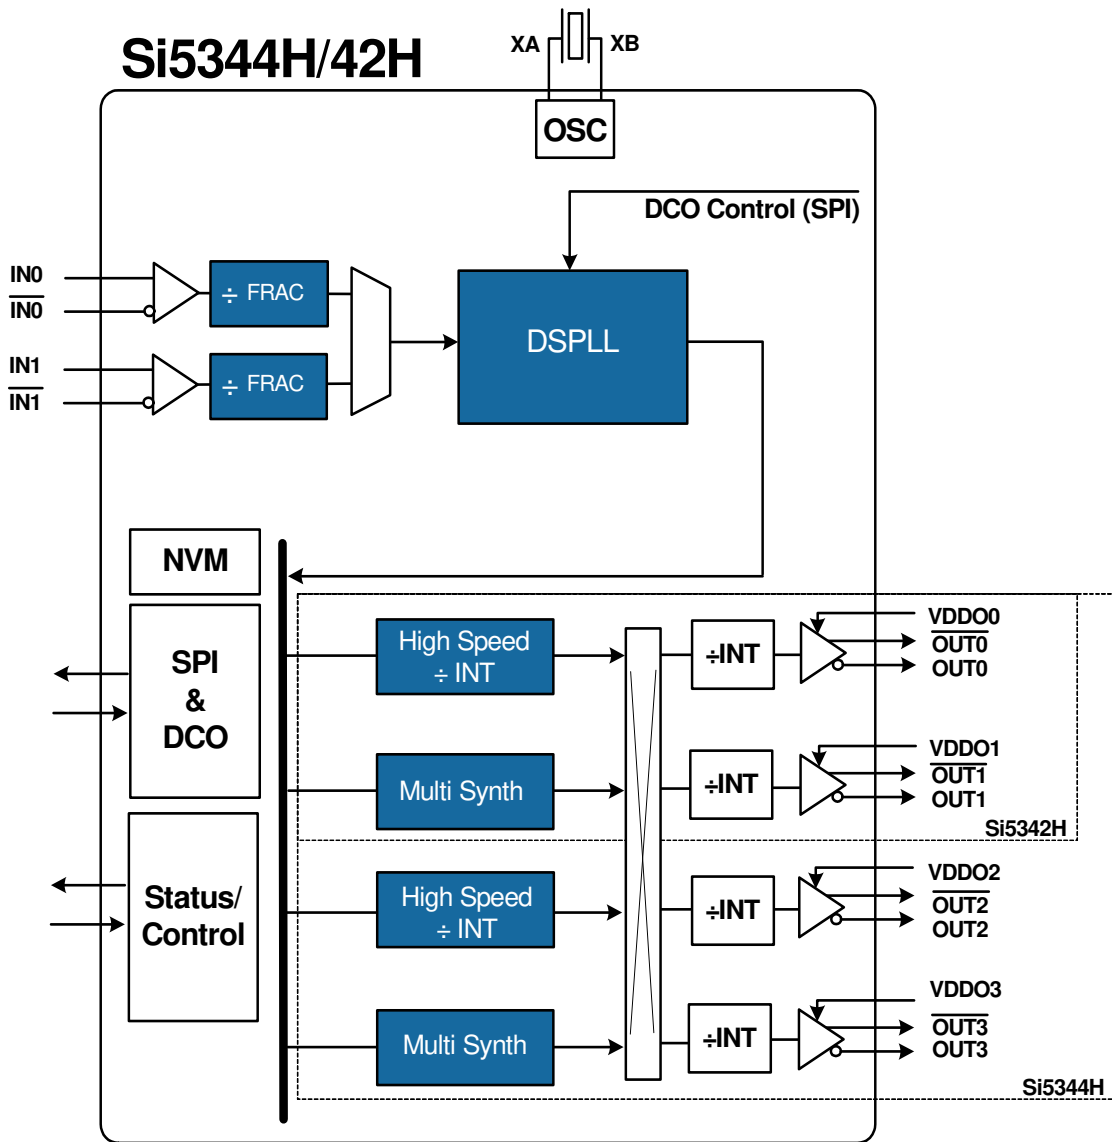 Si5344H/42H
XA
XB
OSC
DCO Control (SPI)
IN0
IN0
÷ FRAC
IN1
IN1
÷ FRAC
DSPLL
NVM
SPI
&
DCO
Status/
Control
High Speed
÷ INT
÷INT
VDDO0
OUT0
OUT0
Multi Synth
÷INT
VDDO1
OUT1
OUT1
Si5342H
High Speed
÷ INT
÷INT
VDDO2
OUT2
OUT2
Multi Synth
÷INT
VDDO3
OUT3
OUT3
Si5344H